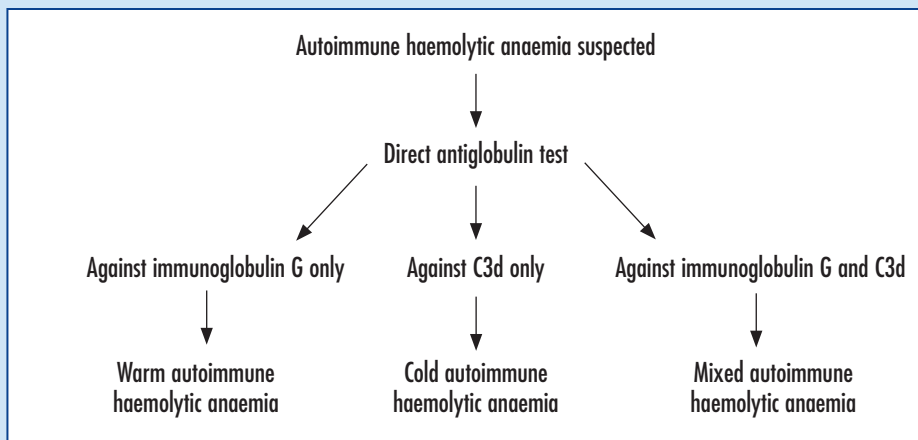 Autoimmune haemolytic anaemia suspected
Direct antiglobulin test
Against immunoglobulin G only
Against C3d only
Against immunoglobulin G and C3d
Warm autoimmune
haemolytic anaemia
Cold autoimmune
haemolytic anaemia
Mixed autoimmune
haemolytic anaemia